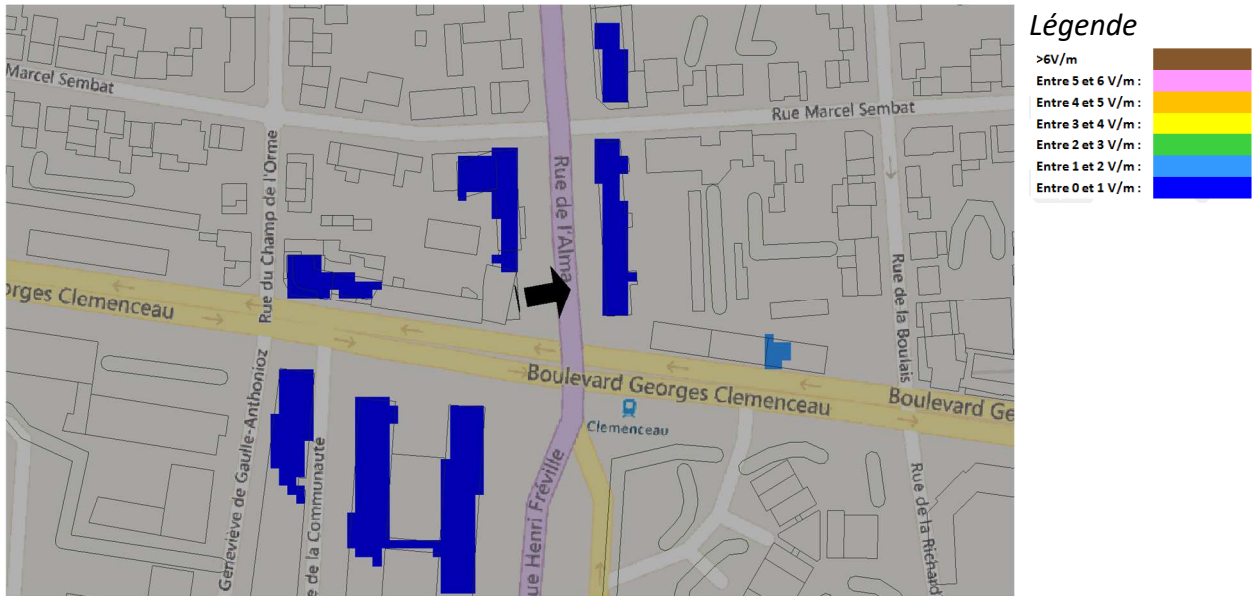 Légende
>6V/m
Entre 5 et 6 V/m :
Entre 4 et 5 V/m :
Entre 3 et 4 V/m :
Entre 2 et 3 V/m :
Entre 1 et 2 V/m :
Entre 0 et 1 V/m :
Marcel Sembat
Rue Marcel Sembat
Rue du Champ de l'Orme
Rue de l'Alma
Rue de la Boulais
orges Clemenceau
Boulevard Georges Clemenceau
Boulevard Ge
Clemenceau
Geneviève de Gaulle-Anthonioz
e de la Communaute
ue Henri Fréville
Rue de la Richard